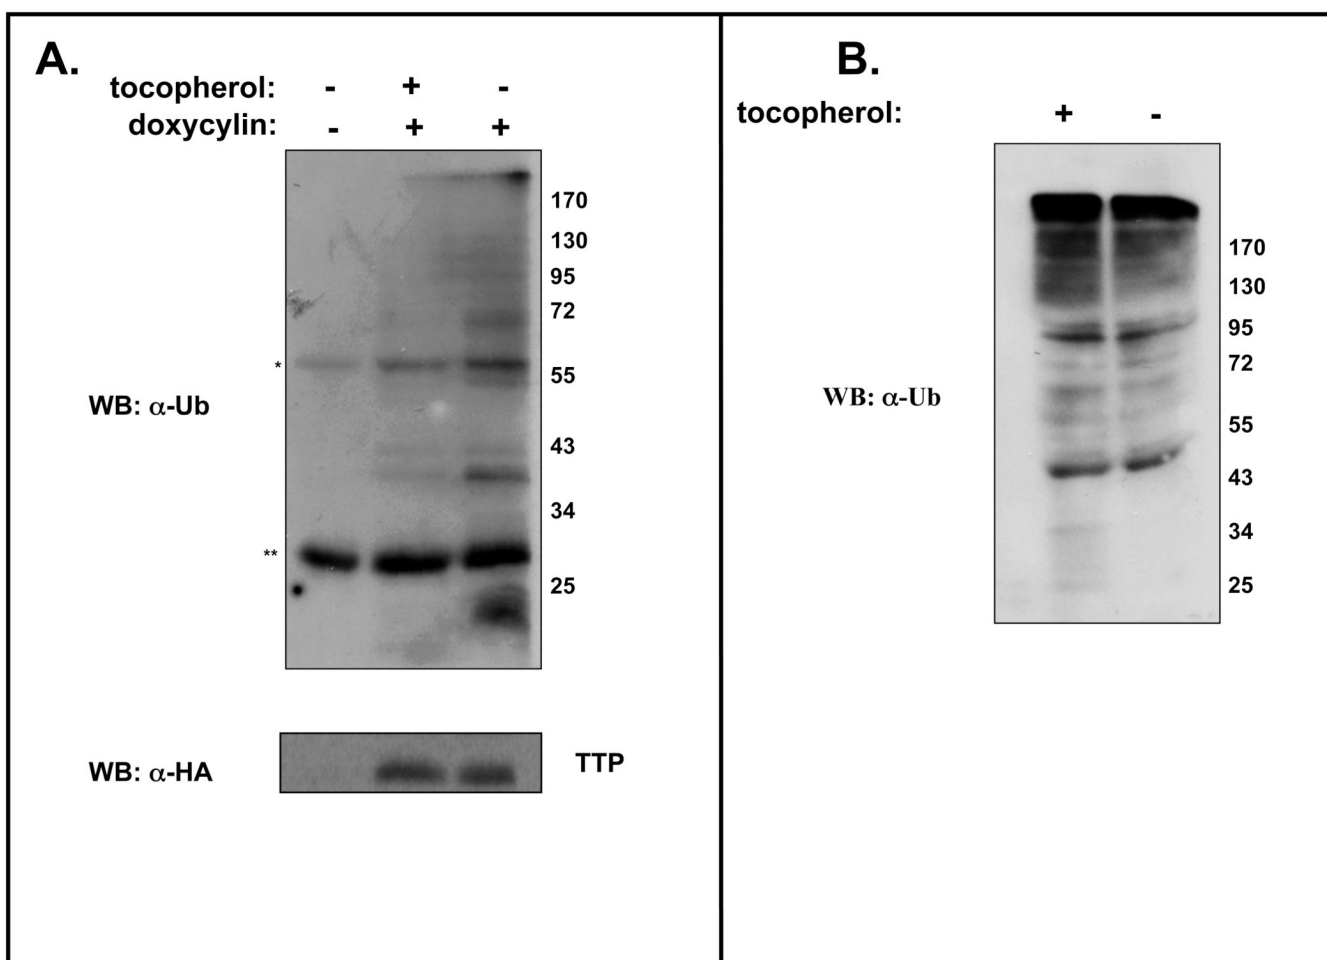 A.
tocopherol: - + -
doxycylin: - + +
170
130
95
72
*
55
WB: α-Ub
43
34
**
25
WB: α-HA
TTP
B.
tocopherol: + -
170
130
95
72
WB: α-Ub
55
43
34
25